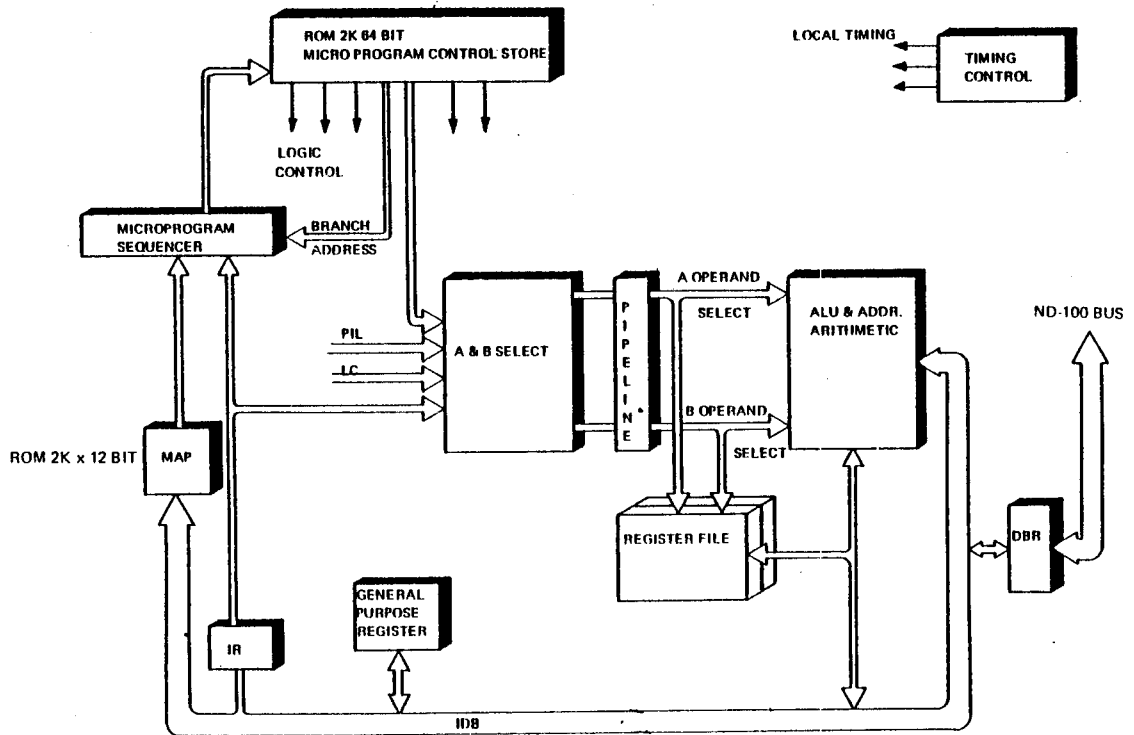 ROM 2K 64 BIT
MICRO PROGRAM CONTROL STORE
LOCAL TIMING
TIMING
CONTROL
LOGIC
CONTROL
MICROPROGRAM
SEQUENCER
BRANCH
ADDRESS
A OPERAND
SELECT
ALU & ADDR.
ARITHMETIC
ND-100 BUS
PIL
LC
A & B SELECT
PIPELINE
B OPERAND
SELECT
ROM 2K x 12 BIT
MAP
REGISTER FILE
DBR
GENERAL
PURPOSE
REGISTER
IR
IDB